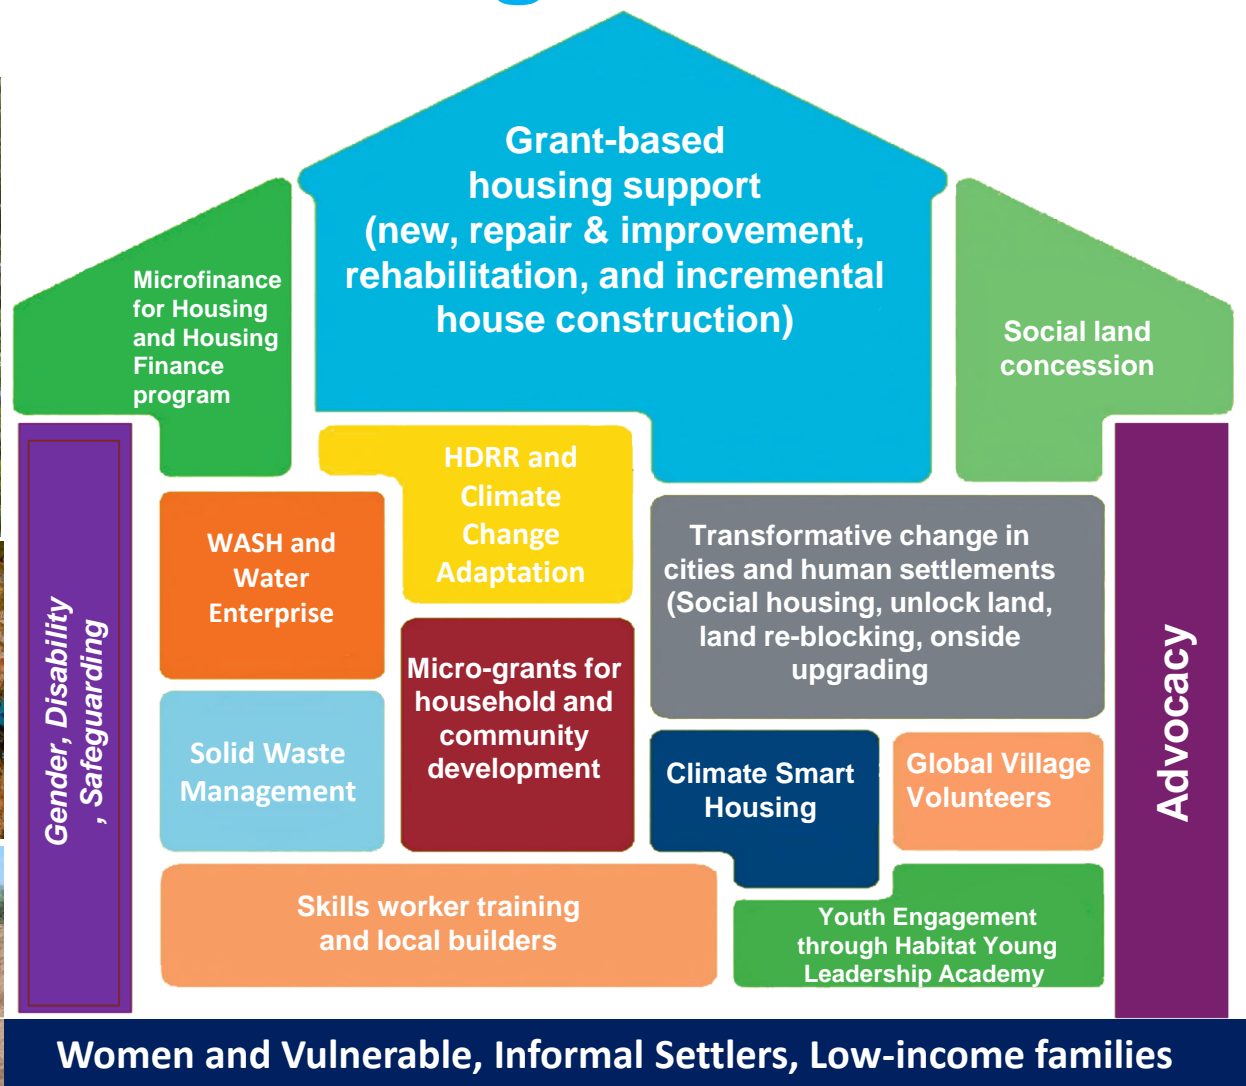 Grant-based
housing support
(new, repair & improvement,
rehabilitation, and incremental
house construction)
Microfinance
for Housing
and Housing
Finance
program
Social land
concession
HDRR and
Climate
Change
Adaptation
WASH and
Water
Enterprise
Transformative change in
cities and human settlements
(Social housing, unlock land,
land re-blocking, onside
upgrading
Gender, Disability
, Safeguarding
Micro-grants for
household and
community
development
Advocacy
Solid Waste
Management
Climate Smart
Housing
Global Village
Volunteers
Skills worker training
and local builders
Youth Engagement
through Habitat Young
Leadership Academy
Women and Vulnerable, Informal Settlers, Low-income families